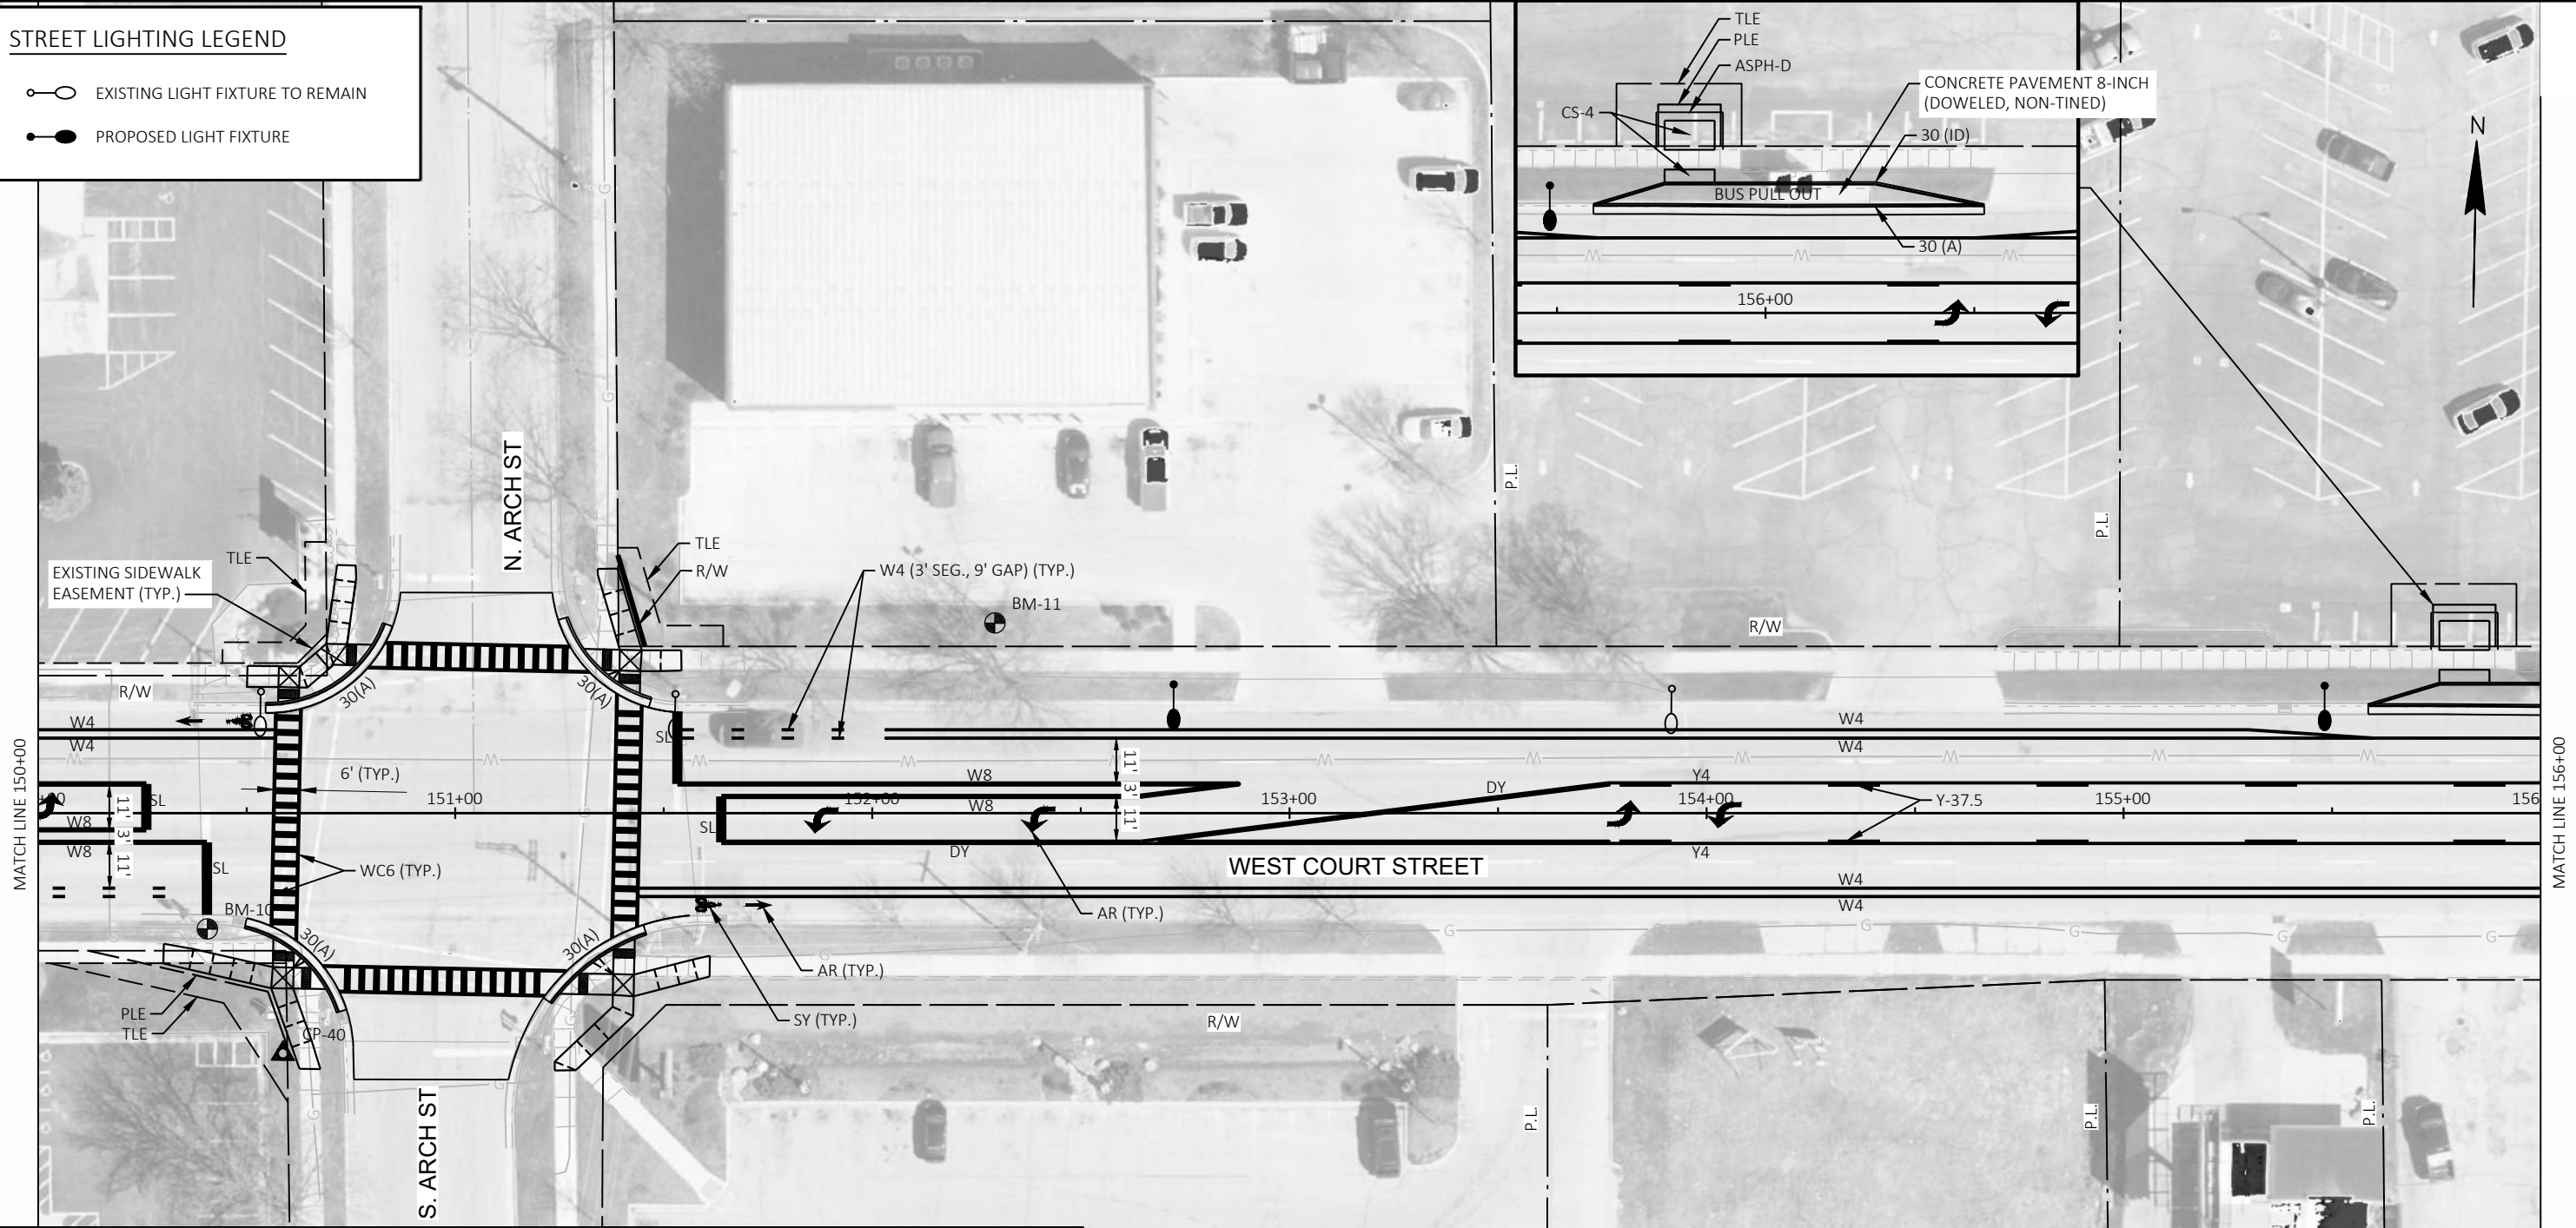 STREET LIGHTING LEGEND
EXISTING LIGHT FIXTURE TO REMAIN
PROPOSED LIGHT FIXTURE
TLE
PLE
ASPH-D
CS-4
CONCRETE PAVEMENT 8-INCH
(DOWELED, NON-TINED)
30 (ID)
BUS PULL OUT
30 (A)
156+00
N
N. ARCH ST
P.L.
P.L.
TLE
EXISTING SIDEWALK
EASEMENT (TYP.)
TLE
R/W
W4 (3' SEG., 9' GAP) (TYP.)
BM-11
R/W
R/W
30(A)
30(A)
W4
W4
SL
W4
W4
MATCH LINE 150+00
6' (TYP.)
151+00
SL
11'
3'
11'
W8
W8
SL
W8
152+00
W8
SL
11'
3'
11'
153+00
DY
Y4
154+00
Y-37.5
155+00
156
MATCH LINE 156+00
DY
WEST COURT STREET
Y4
WC6 (TYP.)
W4
W4
BM-10
30(A)
30(A)
AR (TYP.)
AR (TYP.)
SY (TYP.)
PLE
TLE
CP-40
R/W
S. ARCH ST
P.L.
P.L.
P.L.
G
G
G
G
G
G